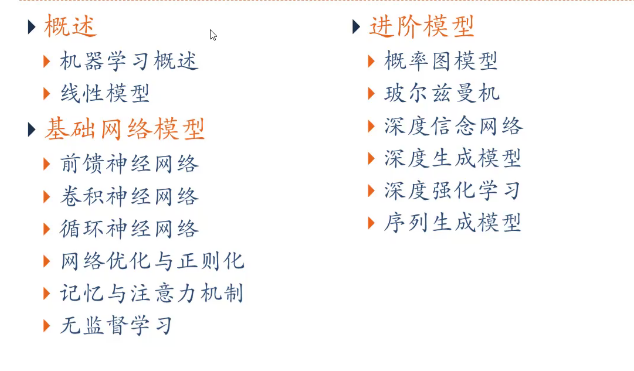 概述
机器学习概述
线性模型
基础网络模型
前馈神经网络
卷积神经网络
循环神经网络
网络优化与正则化
记忆与注意力机制
无监督学习
进阶模型
概率图模型
玻尔兹曼机
深度信念网络
深度生成模型
深度强化学习
序列生成模型